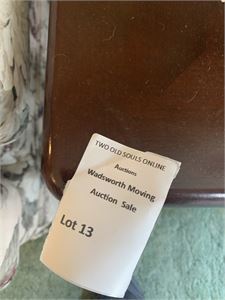 TWO OLD SOULS ONLINE
Auctions
Wadsworth Moving
Auction Sale
Lot 13